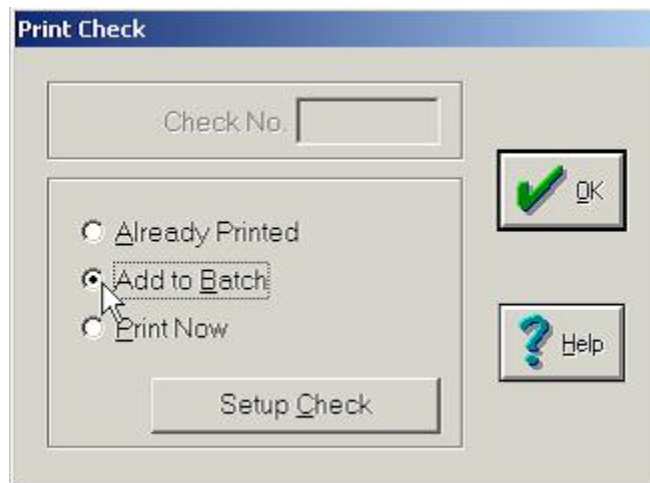 Print Check
Check No.
OK
Already Printed
Add to Batch
Print Now
Help
Setup Check